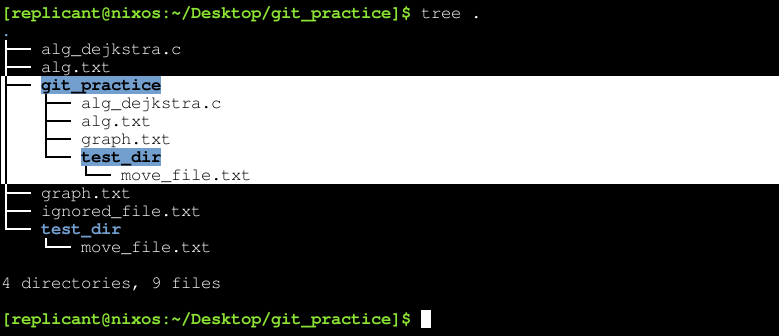 [replicant@nixos:~/Desktop/git_practice]$ tree .
.
├── alg_dejkstra.c
├── alg.txt
├── git_practice
│   ├── alg_dejkstra.c
│   ├── alg.txt
│   ├── graph.txt
│   └── test_dir
│       └── move_file.txt
├── graph.txt
├── ignored_file.txt
└── test_dir
    └── move_file.txt
4 directories, 9 files
[replicant@nixos:~/Desktop/git_practice]$